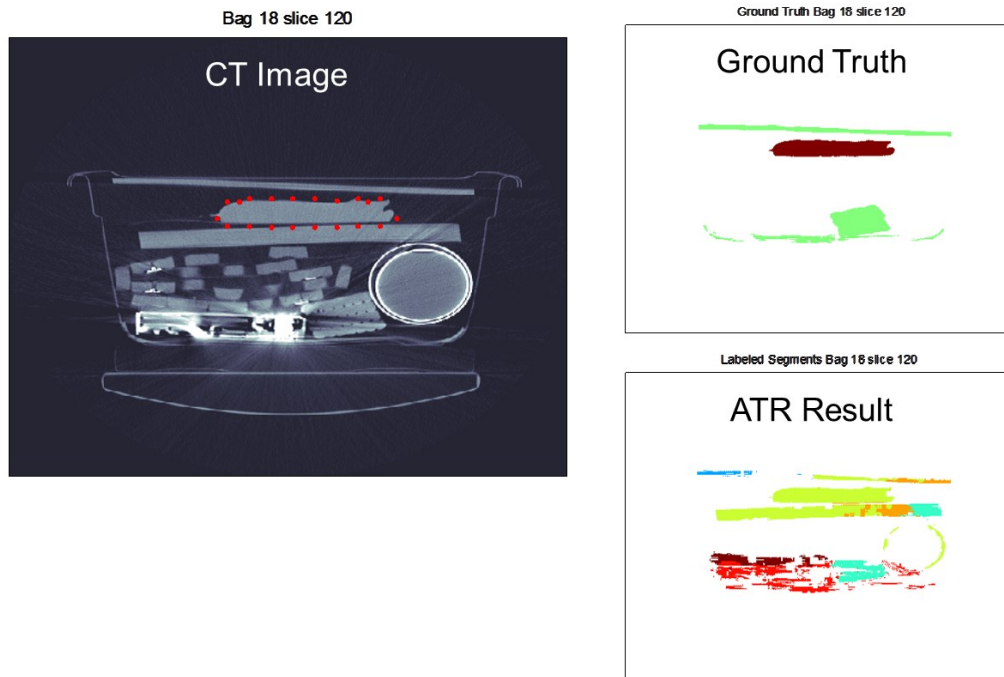 Bag 18 slice 120
CT Image
Ground Truth Bag 18 slice 120
Ground Truth
Labeled Segments Bag 18 slice 120
ATR Result